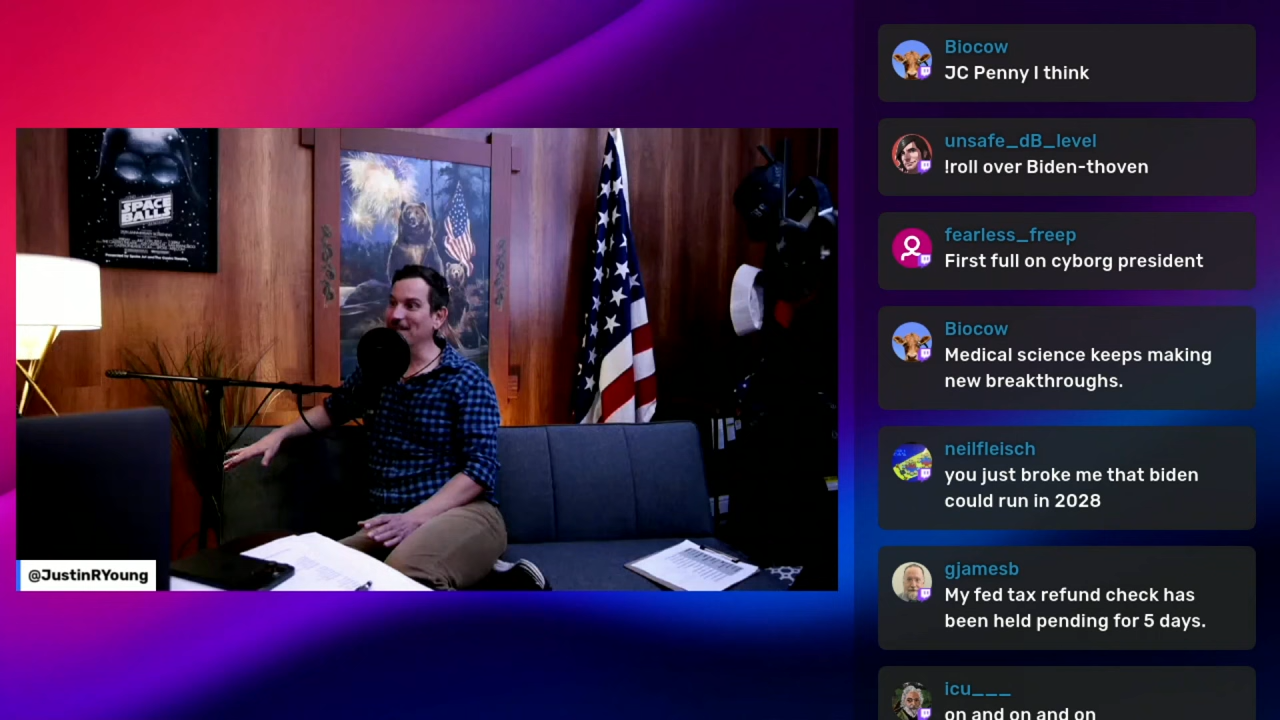 SPACE
BALLS
@JustinRYoung
Biocow
JC Penny I think
unsafe_dB_level
!roll over Biden-thoven
fearless_freep
First full on cyborg president
Biocow
Medical science keeps making
new breakthroughs.
neilfleisch
you just broke me that biden
could run in 2028
gjamesb
My fed tax refund check has
been held pending for 5 days.
icu___
on and on and on